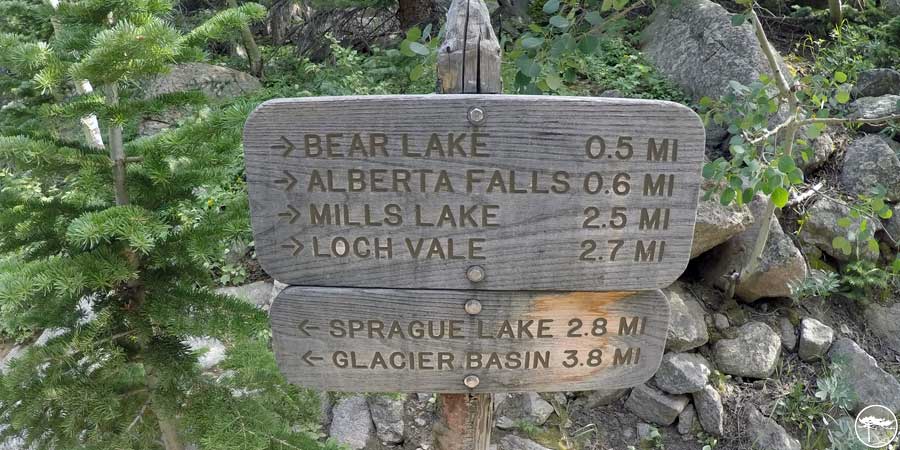 → BEAR LAKE 0.5 MI
→ ALBERTA FALLS 0.6 MI
→ MILLS LAKE 2.5 MI
→ LOCH VALE 2.7 MI
← SPRAGUE LAKE 2.8 MI
← GLACIER BASIN 3.8 MI